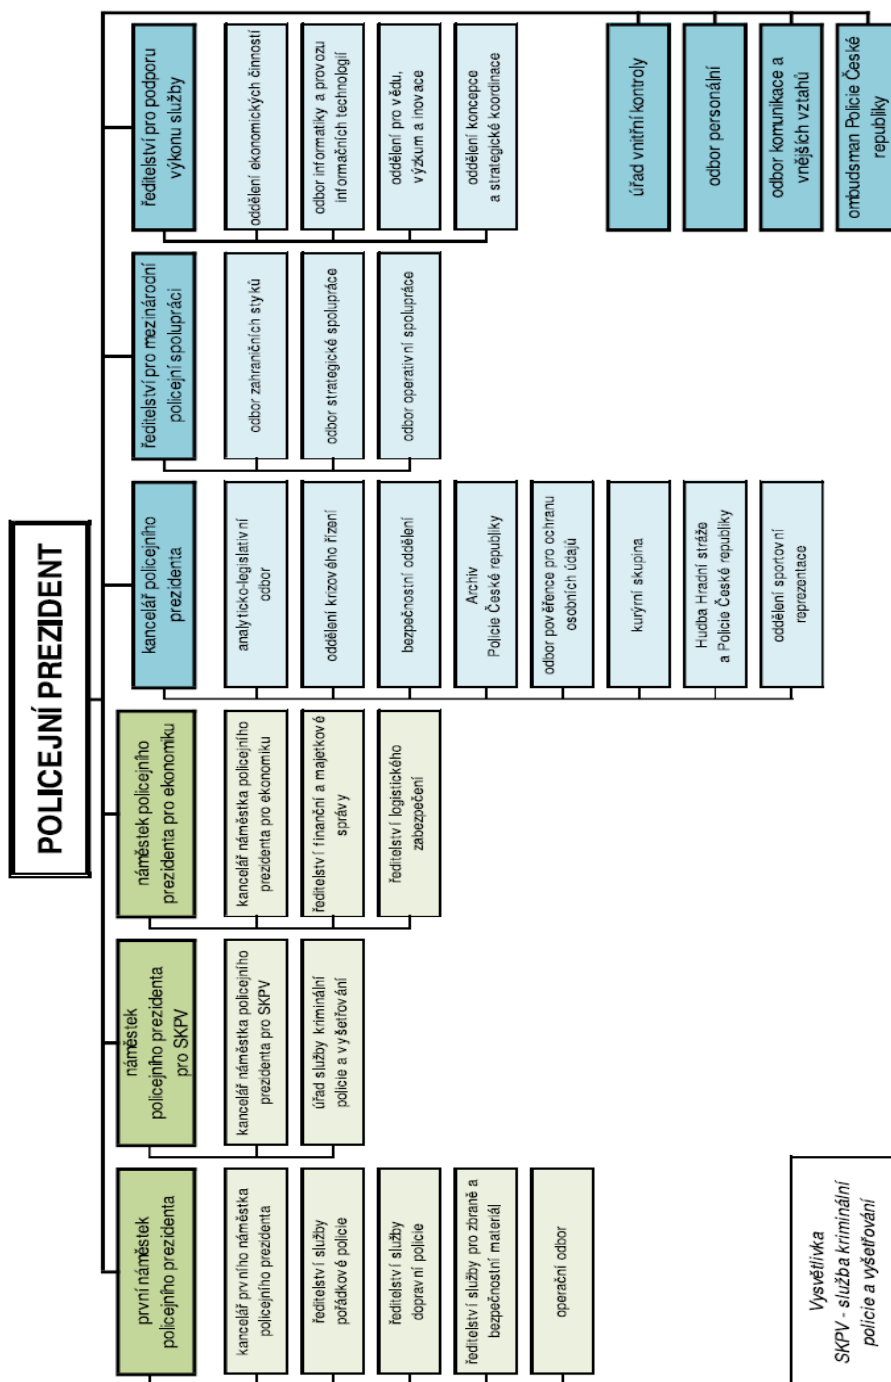 POLICEJNÍ PREZIDENT
první náměstek
policejního prezidenta
kancelář prvního náměstka
policejního prezidenta
ředitelství služby
pořádkové policie
ředitelství služby
dopravní policie
ředitelství služby pro zbraně a
bezpečnostní materiál
operační odbor
náměstek
policejního prezidenta
pro SKPV
kancelář náměstka policejního
prezidenta pro SKPV
úřad služby kriminální
policie a vyšetřování
náměstek policejního
prezidenta pro ekonomiku
kancelář náměstka policejního
prezidenta pro ekonomiku
ředitelství finanční a majetkové
správy
ředitelství logistického
zabezpečení
kancelář policejního
prezidenta
analyticko-legislativní
odbor
oddělení krizového řízení
bezpečnostní oddělení
Archiv
Policie České republiky
odbor pověřence pro ochranu
osobních údajů
kurýrní skupina
Hudba Hradní stráže
a Policie České republiky
oddělení sportovní
reprezentace
ředitelství pro mezinárodní
policejní spolupráci
odbor zahraničních styků
odbor strategické spolupráce
odbor operativní spolupráce
ředitelství pro podporu
výkonu služby
oddělení ekonomických činností
odbor informatiky a provozu
informačních technologií
oddělení pro vědu,
výzkum a inovace
oddělení koncepce
a strategické koordinace
úřad vnitřní kontroly
odbor personální
odbor komunikace a
vnějších vztahů
ombudsman Policie České
republiky
Vysvětlivka
SKPV - služba kriminální
policie a vyšetřování